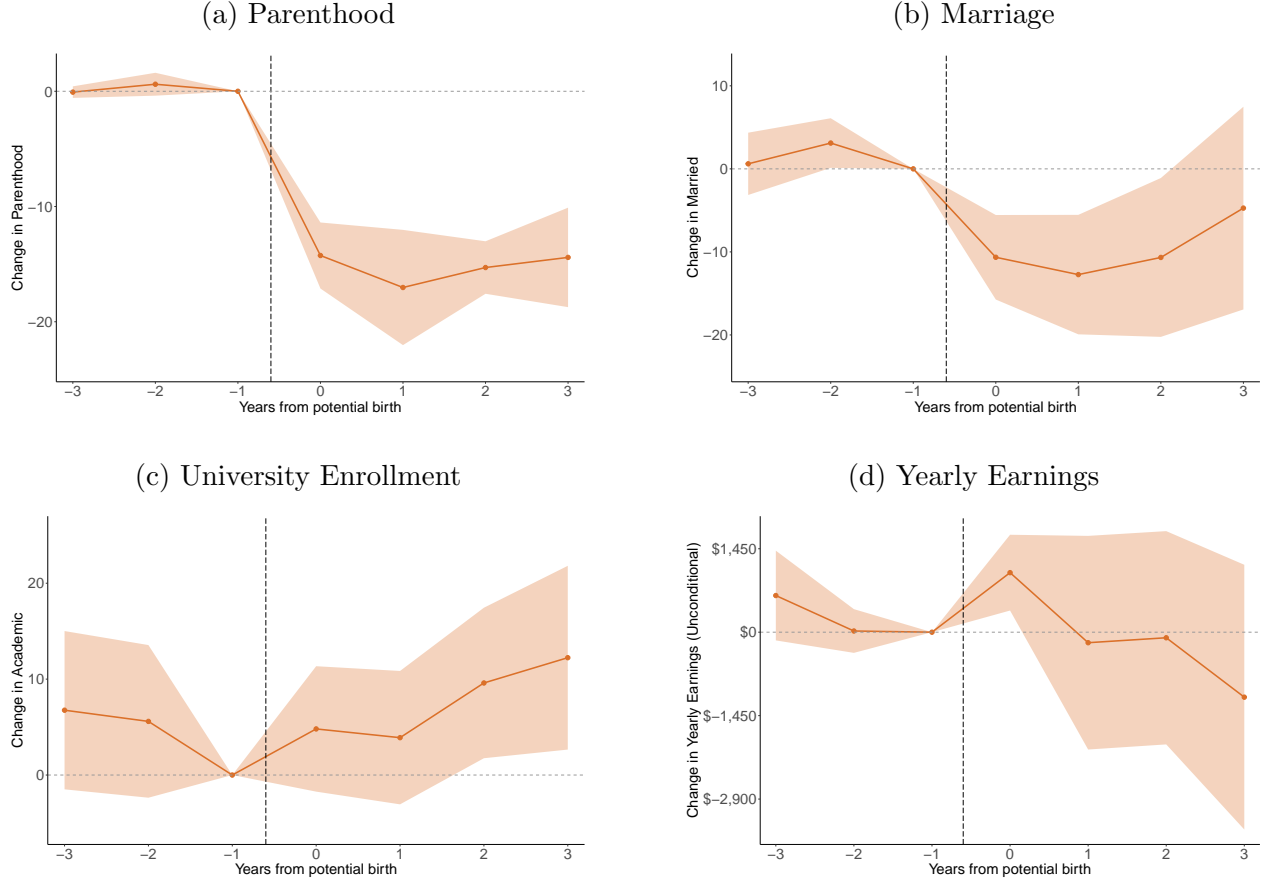 (a) Parenthood
Change in Parenthood
0
−10
−20
−3 −2 −1 0 1 2 3
Years from potential birth
(b) Marriage
Change in Married
10
0
−10
−20
−3 −2 −1 0 1 2 3
Years from potential birth
(c) University Enrollment
Change in Academic
20
10
0
−3 −2 −1 0 1 2 3
Years from potential birth
(d) Yearly Earnings
Change in Yearly Earnings (Unconditional)
$1,450
$0
$−1,450
$−2,900
−3 −2 −1 0 1 2 3
Years from potential birth